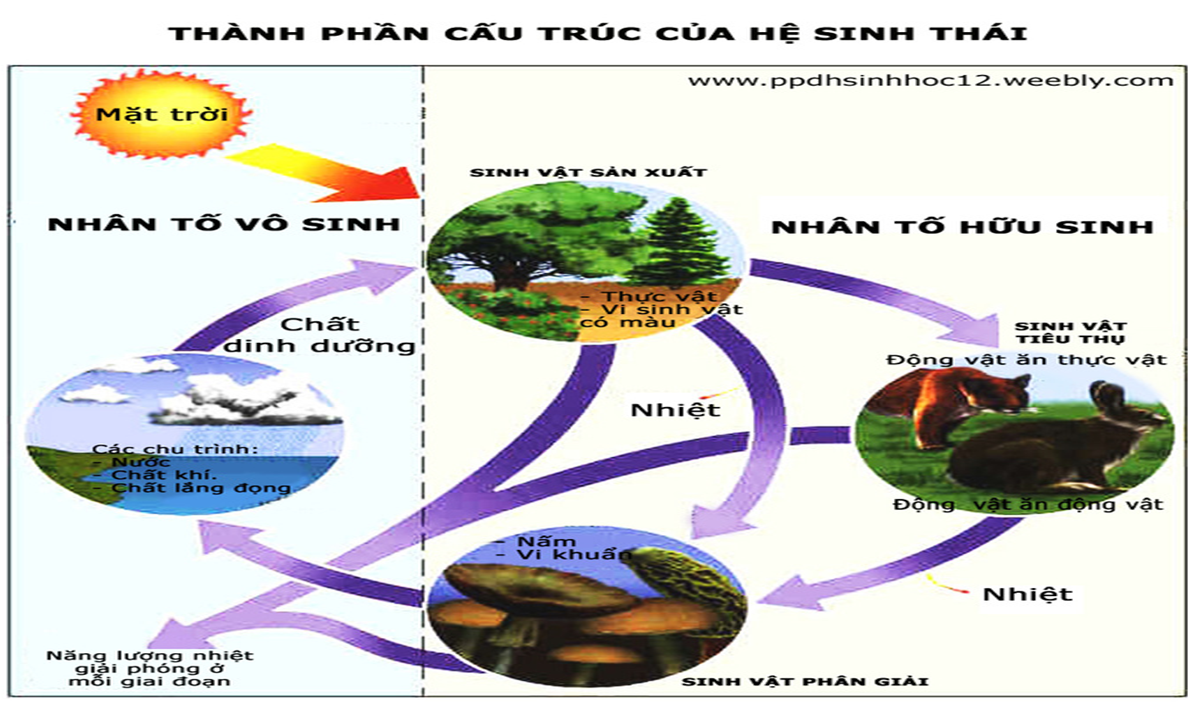 THÀNH PHẦN CẤU TRÚC CỦA HỆ SINH THÁI
www.ppdhsinhhoc12.weebly.com
Mặt trời
SINH VẬT SẢN XUẤT
NHÂN TỐ VÔ SINH
NHÂN TỐ HỮU SINH
- Thực vật
- Vi sinh vật
có màu
Chất
dinh dưỡng
SINH VẬT
TIÊU THỤ
Động vật ăn thực vật
Nhiệt
Các chu trình:
- Nước
- Chất khí.
- Chất lắng đọng
Động vật ăn động vật
- Nấm
- Vi khuẩn
Nhiệt
Năng lượng nhiệt
giải phóng ở
mỗi giai đoạn
SINH VẬT PHÂN GIẢI